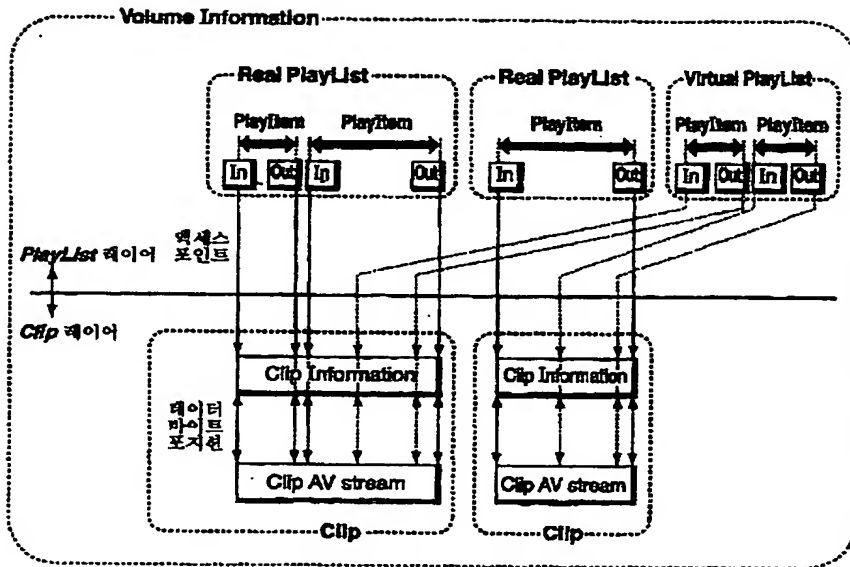 Volume Information
Real PlayList Real PlayList Virtual PlayList
PlayItem PlayItem PlayItem PlayItem PlayItem
In Out In Out In Out In Out In Out
액세스
PlayList 레이어 포인트
Clip 레이어
Clip Information Clip Information
데이터
바이트
포지션
Clip AV stream Clip AV stream
Clip Clip